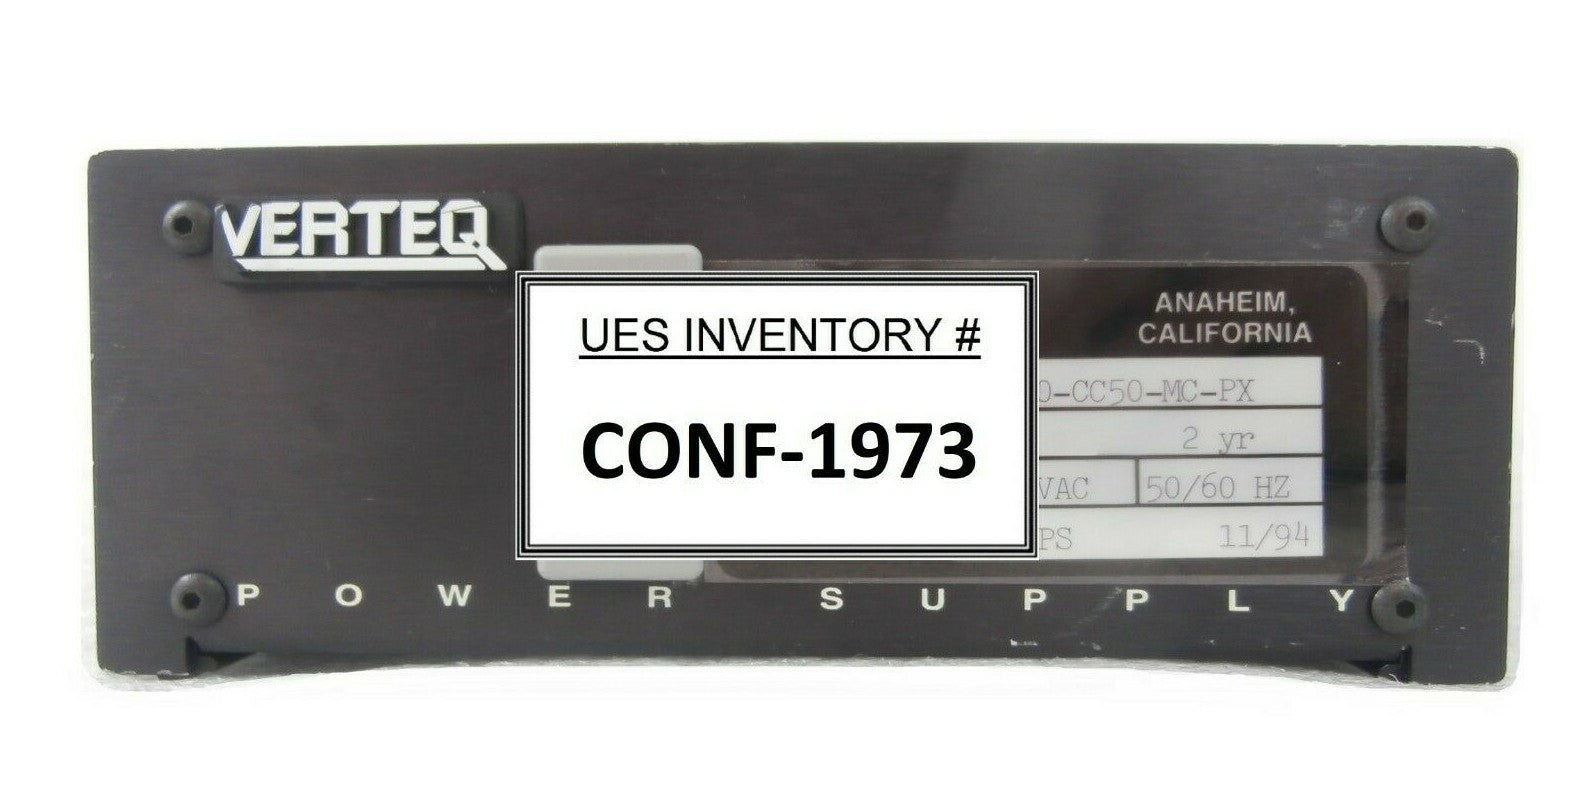 VERTEQ
UES INVENTORY #
CONF-1973
ANAHEIM,
CALIFORNIA
0-CC50-MC-PX
2 yr
VAC 50/60 HZ
PS 11/94
POWER SUPPLY